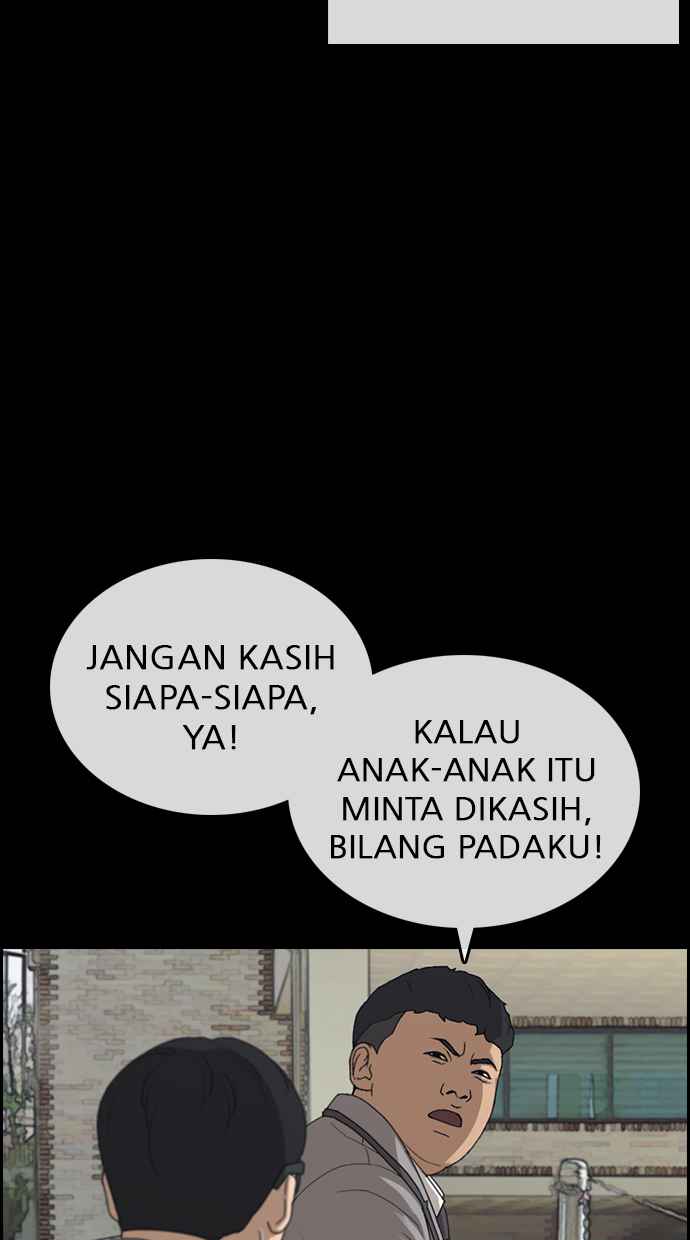 JANGAN KASIH
SIAPA-SIAPA,
YA!
KALAU
ANAK-ANAK ITU
MINTA DIKASIH,
BILANG PADAKU!